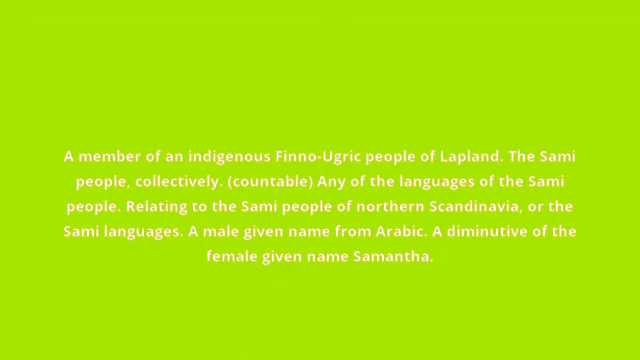 A member of an indigenous Finno-Ugric people of Lapland. The Sami
people, collectively. (countable) Any of the languages of the Sami
people. Relating to the Sami people of northern Scandinavia, or the
Sami languages. A male given name from Arabic. A diminutive of the
female given name Samantha.